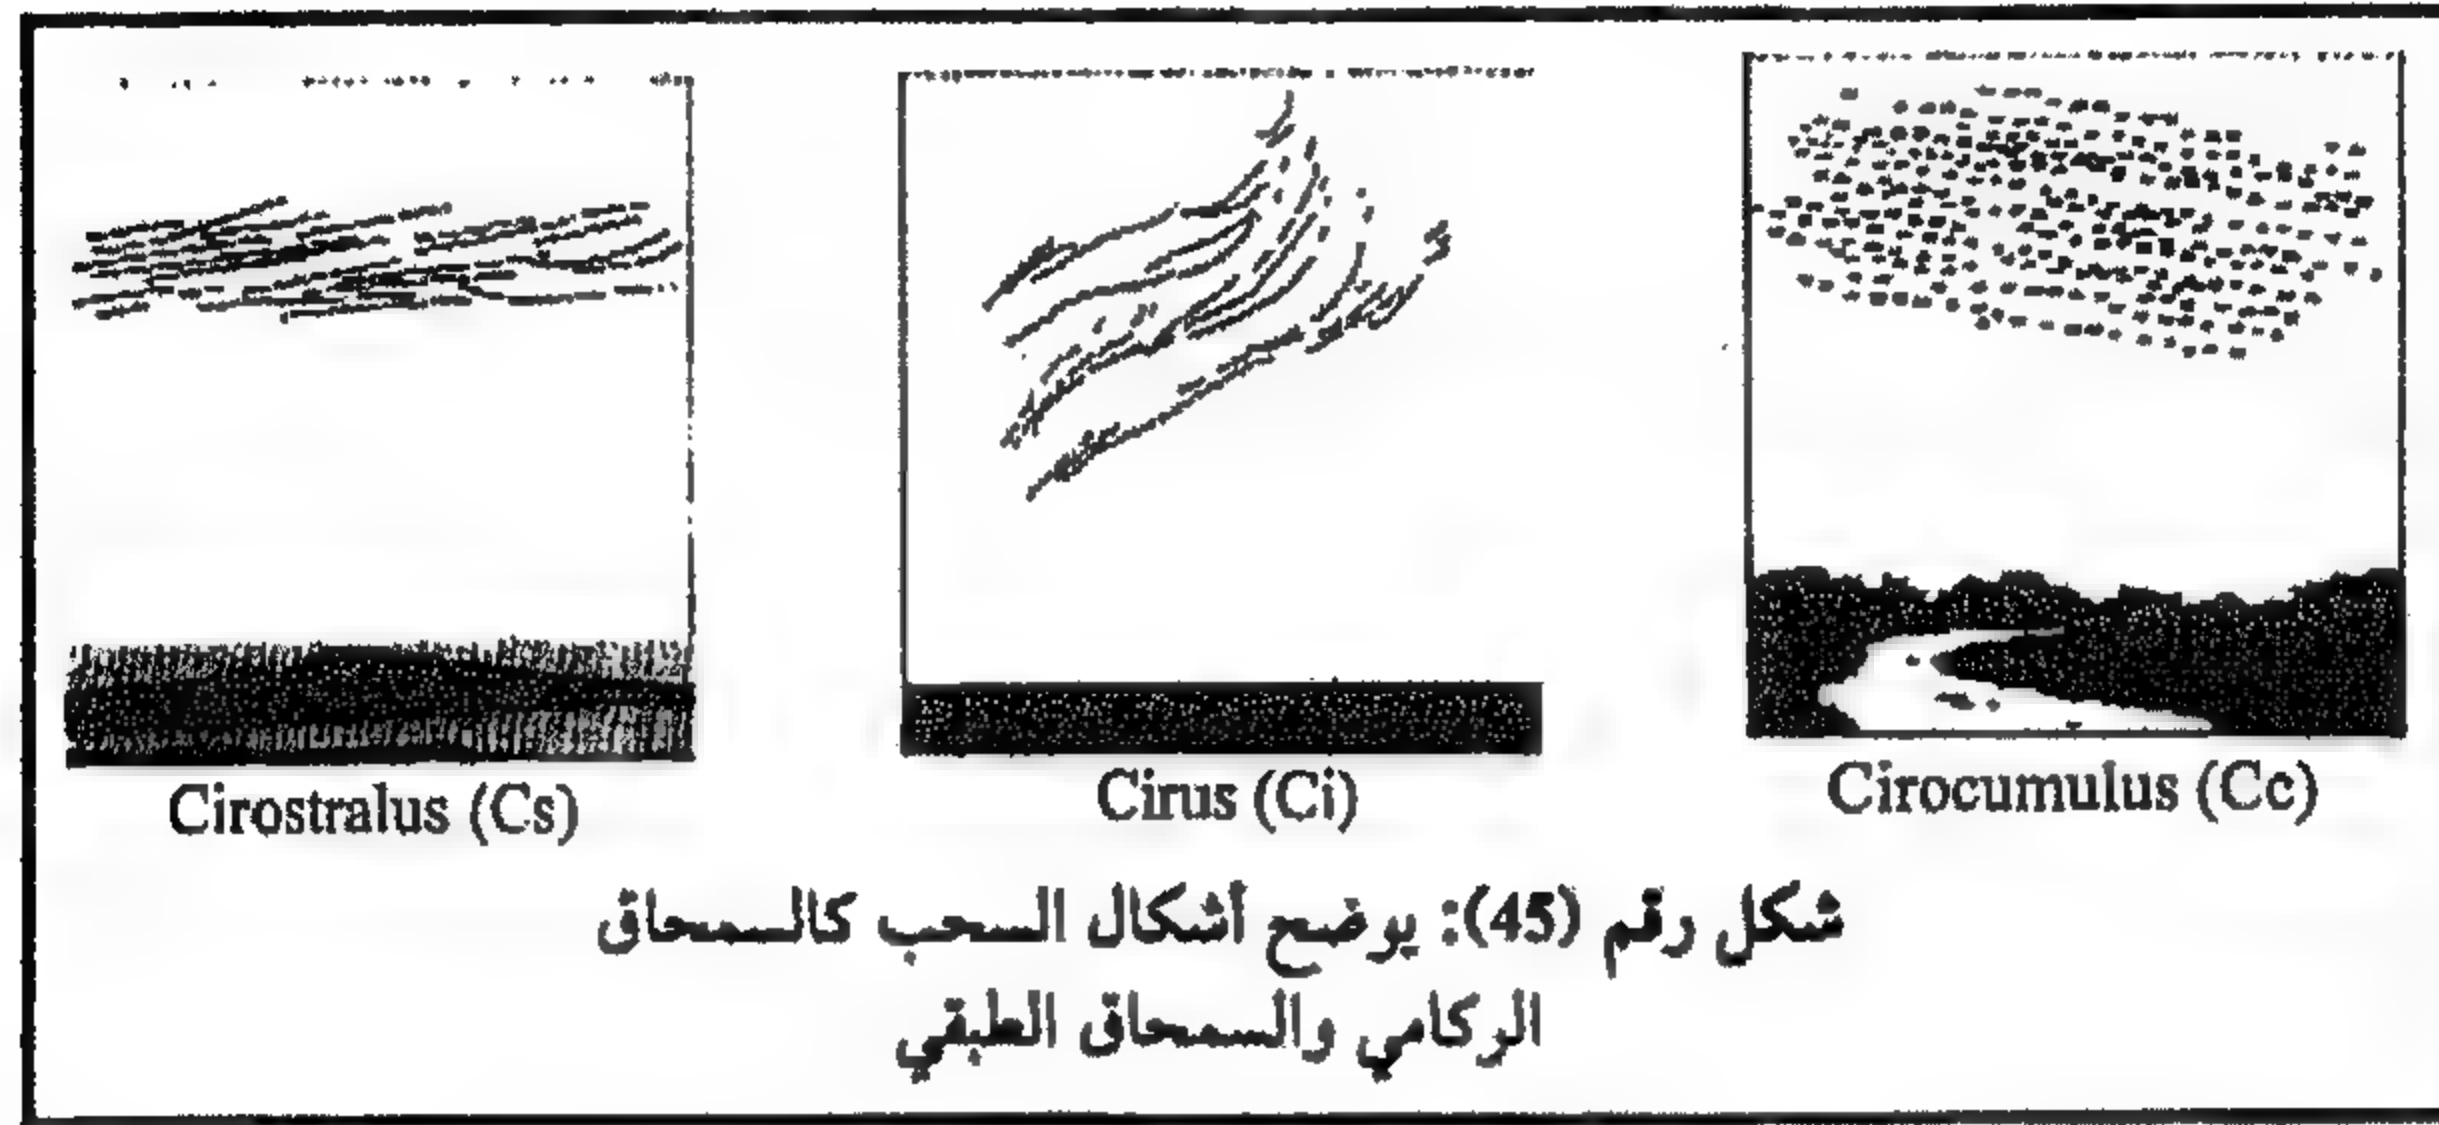 Cirostralus (Cs)
Cirus (Ci)
Cirocumulus (Cc)
شكل رقم (45): يوضح أشكال السحب كالسمحاق
الركامي والسمحاق الطبقي